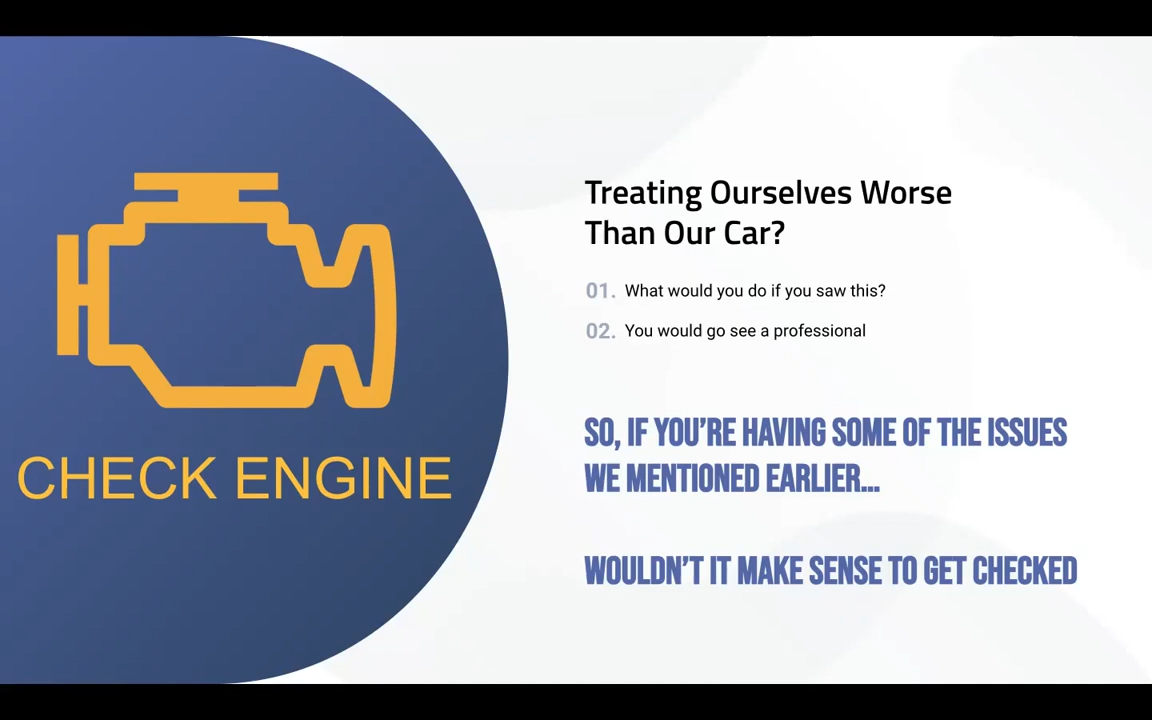 CHECK ENGINE
Treating Ourselves Worse
Than Our Car?
01. What would you do if you saw this?
02. You would go see a professional
SO, IF YOU'RE HAVING SOME OF THE ISSUES
WE MENTIONED EARLIER...
WOULDN'T IT MAKE SENSE TO GET CHECKED